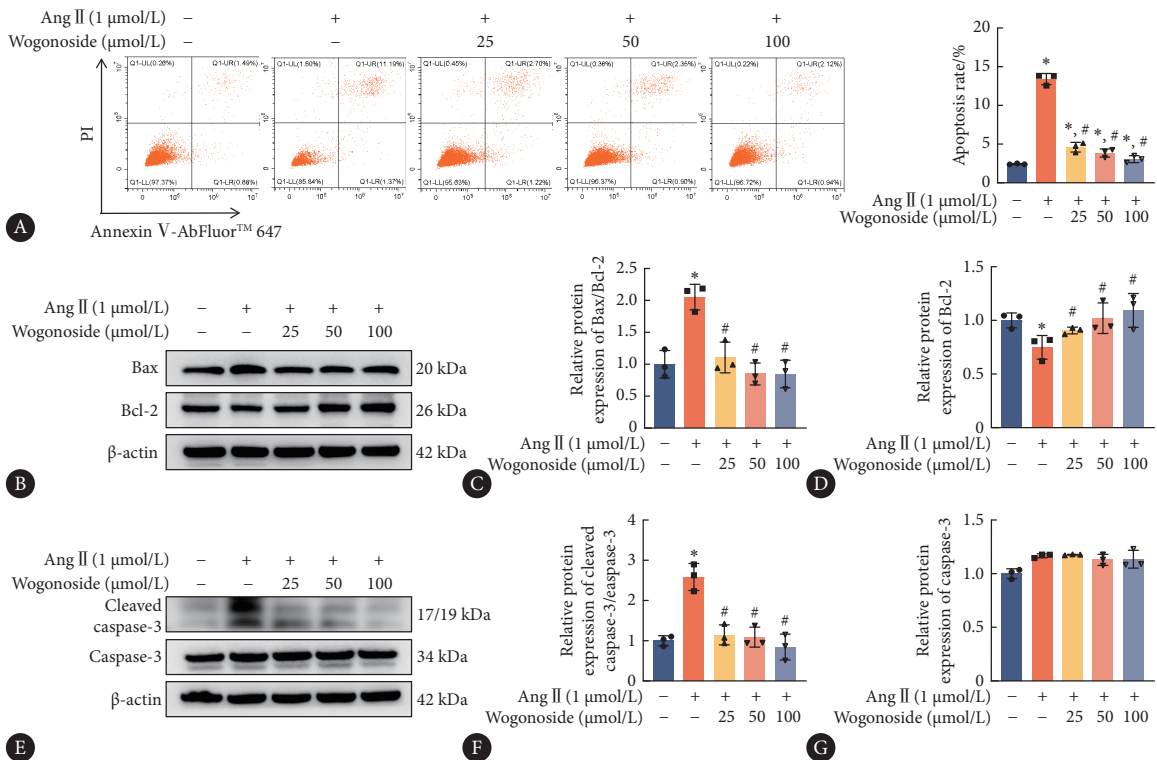 Ang Ⅱ (1 μmol/L) − + + + +
Wogonoside (μmol/L) − − 25 50 100
Q1-UL(0.26%) Q1-UR(1.49%)
Q1-LL(97.37%) Q1-LR(0.88%)
Q1-UL(1.60%) Q1-UR(11.19%)
Q1-LL(85.84%) Q1-LR(1.37%)
Q1-UL(0.45%) Q1-UR(2.70%)
Q1-LL(95.63%) Q1-LR(1.22%)
Q1-UL(0.38%) Q1-UR(2.35%)
Q1-LL(96.37%) Q1-LR(0.90%)
Q1-UL(0.22%) Q1-UR(2.12%)
Q1-LL(96.72%) Q1-LR(0.94%)
PI
Annexin V-AbFluor™ 647
A
Apoptosis rate/%
20
15
10
5
0
* *, # *, # *, #
Ang Ⅱ (1 μmol/L) − + + + +
Wogonoside (μmol/L) − − 25 50 100
Ang Ⅱ (1 μmol/L) − + + + +
Wogonoside (μmol/L) − − 25 50 100
Bax 20 kDa
Bcl-2 26 kDa
β-actin 42 kDa
B
Relative protein
expression of Bax/Bcl-2
2.5
2.0
1.5
1.0
0.5
0
* # # #
Ang Ⅱ (1 μmol/L) − + + + +
Wogonoside (μmol/L) − − 25 50 100
C
Relative protein
expression of Bcl-2
1.5
1.0
0.5
0
* # # #
Ang Ⅱ (1 μmol/L) − + + + +
Wogonoside (μmol/L) − − 25 50 100
D
Ang Ⅱ (1 μmol/L) − + + + +
Wogonoside (μmol/L) − − 25 50 100
Cleaved
caspase-3 17/19 kDa
Caspase-3 34 kDa
β-actin 42 kDa
E
Relative protein
expression of cleaved
caspase-3/easpase-3
4
3
2
1
0
* # # #
Ang Ⅱ (1 μmol/L) − + + + +
Wogonoside (μmol/L) − − 25 50 100
F
Relative protein
expression of caspase-3
1.5
1.0
0.5
0
Ang Ⅱ (1 μmol/L) − + + + +
Wogonoside (μmol/L) − − 25 50 100
G